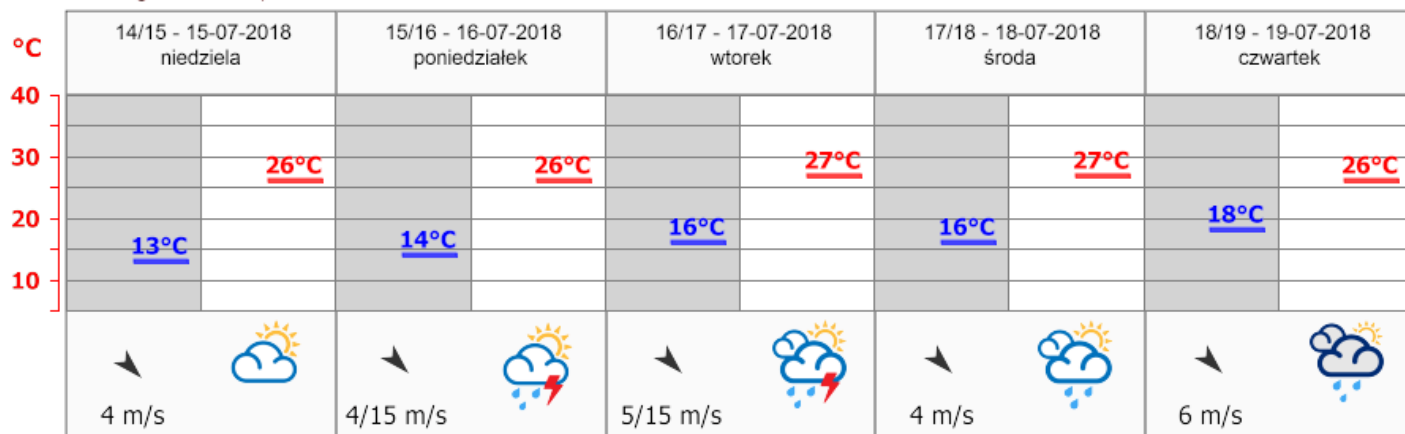 14/15 - 15-07-2018
niedziela
15/16 - 16-07-2018
poniedziałek
16/17 - 17-07-2018
wtorek
17/18 - 18-07-2018
środa
18/19 - 19-07-2018
czwartek
°C
40
30
20
10
26°C
26°C
27°C
27°C
26°C
13°C
14°C
16°C
16°C
18°C
4 m/s
4/15 m/s
5/15 m/s
4 m/s
6 m/s